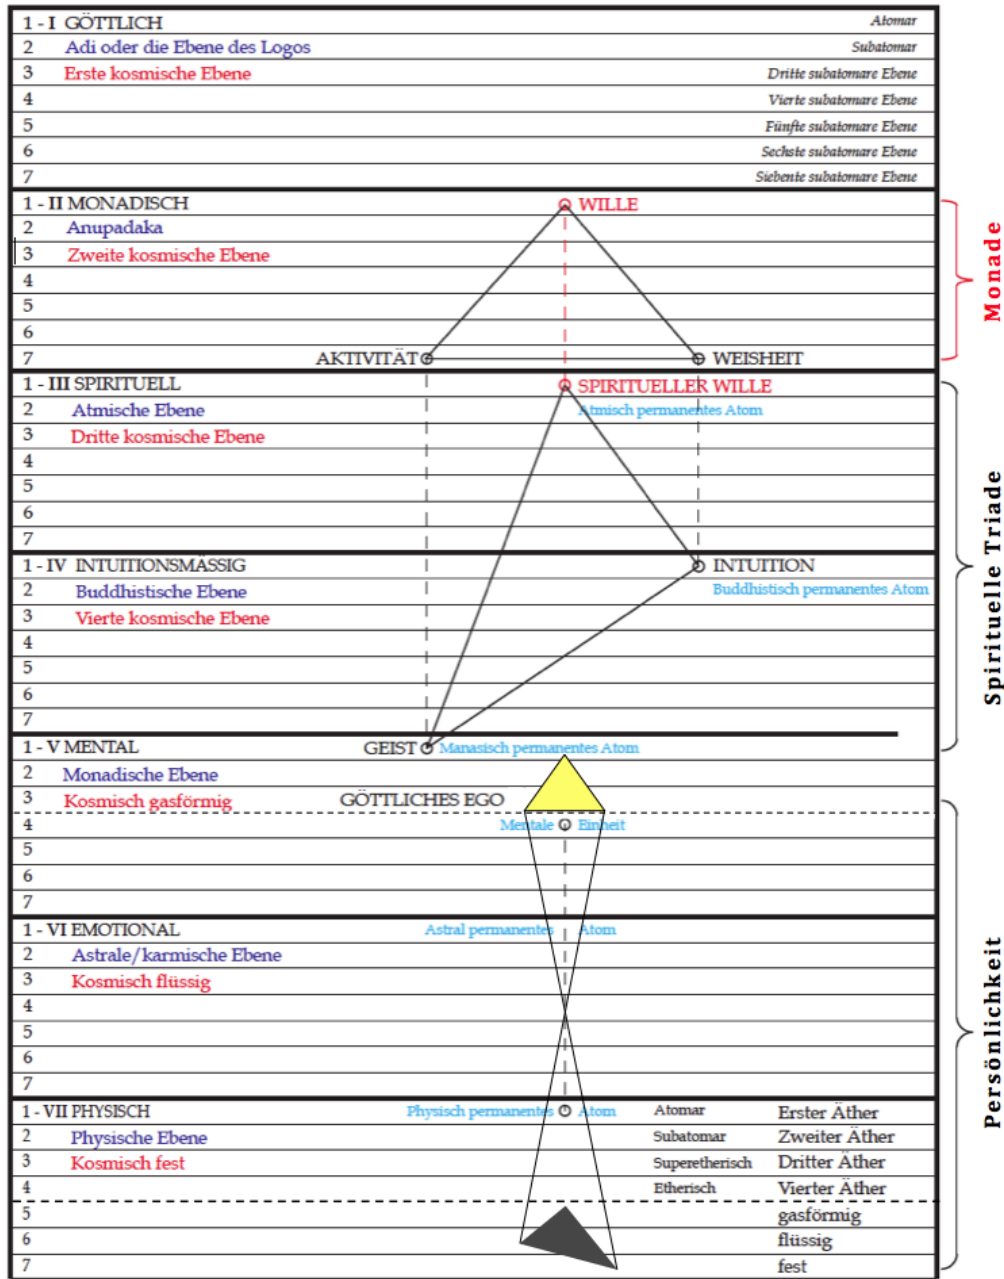 1 - I GÖTTLICH Atomar
2 Adi oder die Ebene des Logos Subatomar
3 Erste kosmische Ebene Dritte subatomare Ebene
4 Vierte subatomare Ebene
5 Fünfte subatomare Ebene
6 Sechste subatomare Ebene
7 Siebente subatomare Ebene
1 - II MONADISCH WILLE
2 Anupadaka
3 Zweite kosmische Ebene
4
5
6
7 AKTIVITÄT WEISHEIT
Monade
1 - III SPIRITUELL SPIRITUELLER WILLE
2 Atmische Ebene Atmisch permanentes Atom
3 Dritte kosmische Ebene
4
5
6
7
1 - IV INTUITIONSMÄSSIG INTUITION
2 Buddhistische Ebene Buddhistisch permanentes Atom
3 Vierte kosmische Ebene
4
5
6
7
Spirituelle Triade
1 - V MENTAL GEIST Manasisch permanentes Atom
2 Monadische Ebene
3 Kosmisch gasförmig GÖTTLICHES EGO
4 Mentale Einheit
5
6
7
1 - VI EMOTIONAL Astral permanentes Atom
2 Astrale/karmische Ebene
3 Kosmisch flüssig
4
5
6
7
1 - VII PHYSISCH Physisch permanentes Atom Atomar Erster Äther
2 Physische Ebene Subatomar Zweiter Äther
3 Kosmisch fest Superetherisch Dritter Äther
4 Etherisch Vierter Äther
5 gasförmig
6 flüssig
7 fest
Persönlichkeit